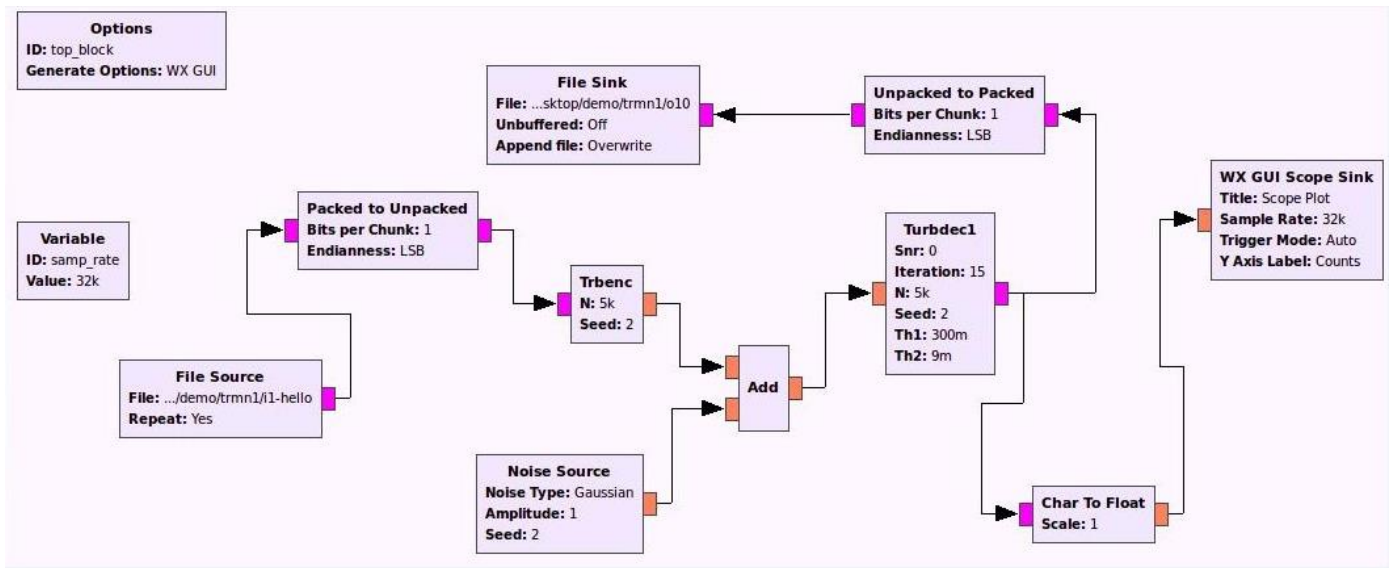 Options
ID: top_block
Generate Options: WX GUI
Variable
ID: samp_rate
Value: 32k
File Source
File: .../demo/trmn1/i1-hello
Repeat: Yes
Packed to Unpacked
Bits per Chunk: 1
Endianness: LSB
Trbenc
N: 5k
Seed: 2
Noise Source
Noise Type: Gaussian
Amplitude: 1
Seed: 2
Add
Turbdec1
Snr: 0
Iteration: 15
N: 5k
Seed: 2
Th1: 300m
Th2: 9m
File Sink
File: ...sktop/demo/trmn1/o10
Unbuffered: Off
Append file: Overwrite
Unpacked to Packed
Bits per Chunk: 1
Endianness: LSB
Char To Float
Scale: 1
WX GUI Scope Sink
Title: Scope Plot
Sample Rate: 32k
Trigger Mode: Auto
Y Axis Label: Counts